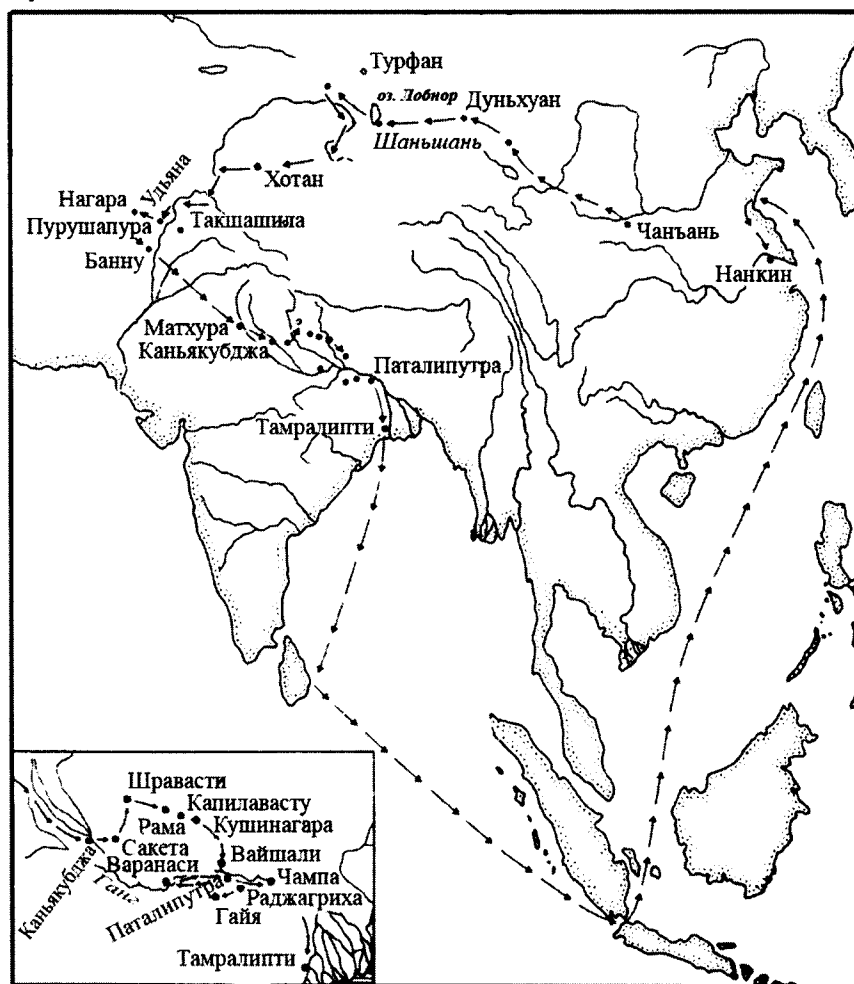 Турфан
оз. Лобнор
Дуньхуан
Шаньшань
Хотан
Удьяна
Нагара
Пурушапура
Такшашила
Банну
Чанъань
Нанкин
Матхура
Каньякубджа
?
Паталипутра
Тамралипти
Шравасти
Капилавасту
Рама
Кушинагара
Сакета
Вайшали
Варанаси
Каньякубджа
Ганг
Чампа
Паталипутра
Раджагриха
Гайя
Тамралипти